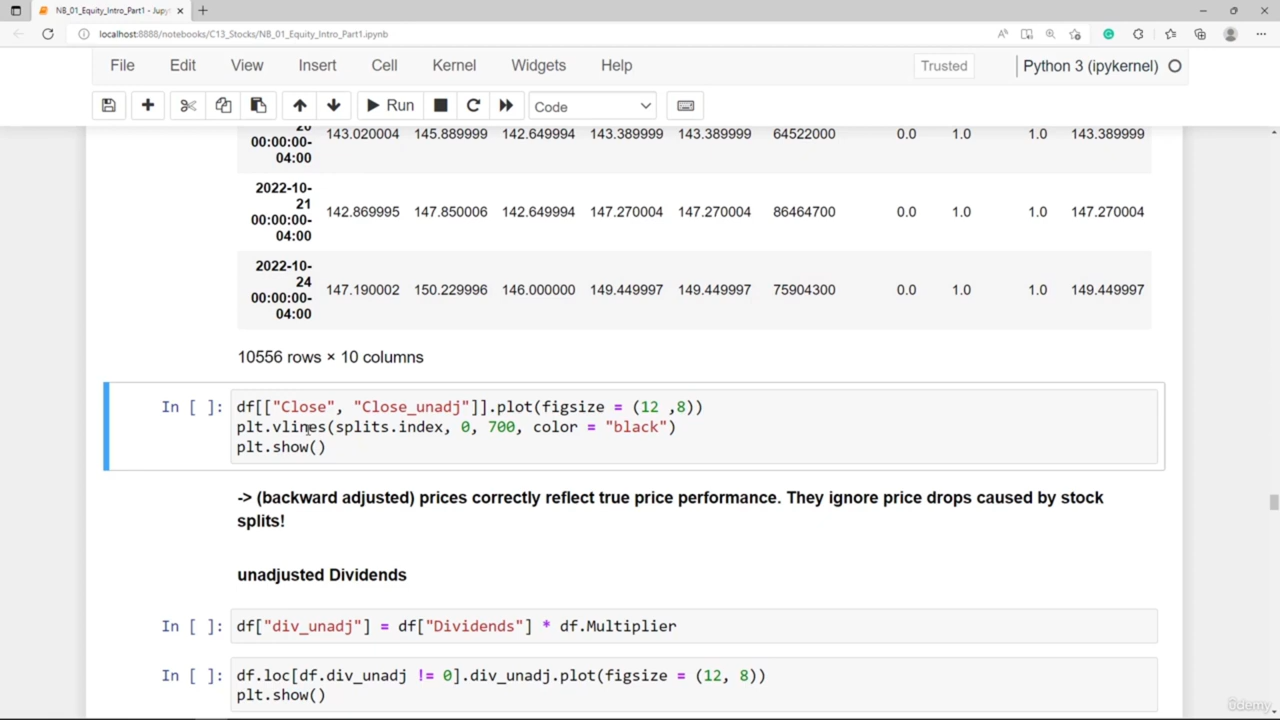 NB_01_Equity_Intro_Part1 - Jupy
localhost:8888/notebooks/C13_Stocks/NB_01_Equity_Intro_Part1.ipynb
File Edit View Insert Cell Kernel Widgets Help Trusted Python 3 (ipykernel)
Run Code
20
143.020004 145.889999 142.649994 143.389999 143.389999 64522000 0.0 1.0 1.0 143.389999
00:00:00-
04:00
2022-10-
21 142.869995 147.850006 142.649994 147.270004 147.270004 86464700 0.0 1.0 1.0 147.270004
00:00:00-
04:00
2022-10-
24 147.190002 150.229996 146.000000 149.449997 149.449997 75904300 0.0 1.0 1.0 149.449997
00:00:00-
04:00
10556 rows × 10 columns
In [ ]: df[["Close", "Close_unadj"]].plot(figsize = (12 ,8))
plt.vlines(splits.index, 0, 700, color = "black")
plt.show()
-> (backward adjusted) prices correctly reflect true price performance. They ignore price drops caused by stock
splits!
unadjusted Dividends
In [ ]: df["div_unadj"] = df["Dividends"] * df.Multiplier
In [ ]: df.loc[df.div_unadj != 0].div_unadj.plot(figsize = (12, 8))
plt.show()
ûdemy